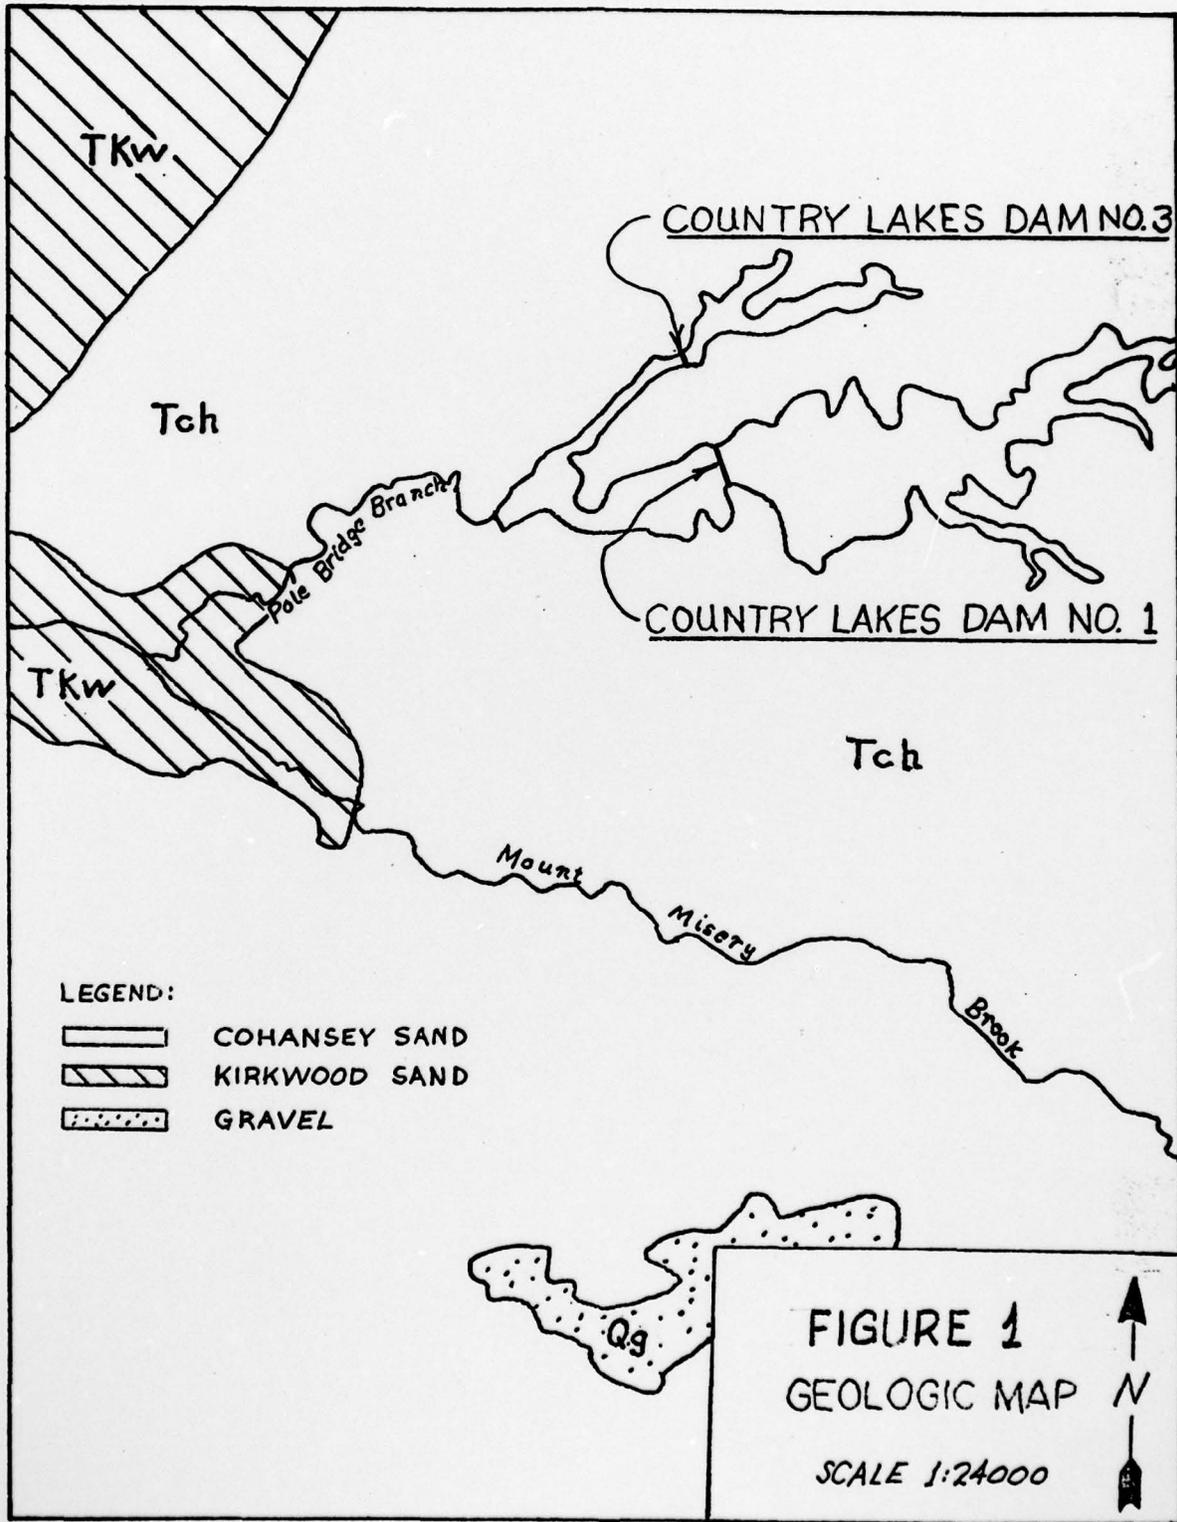 TKw
COUNTRY LAKES DAM NO. 3
Tch
Pole Bridge Branch
COUNTRY LAKES DAM NO. 1
TKw
Tch
Mount
Misery
Brook
LEGEND:
COHANSEY SAND
KIRKWOOD SAND
GRAVEL
Qg
FIGURE 1
GEOLOGIC MAP
N
SCALE 1:24000